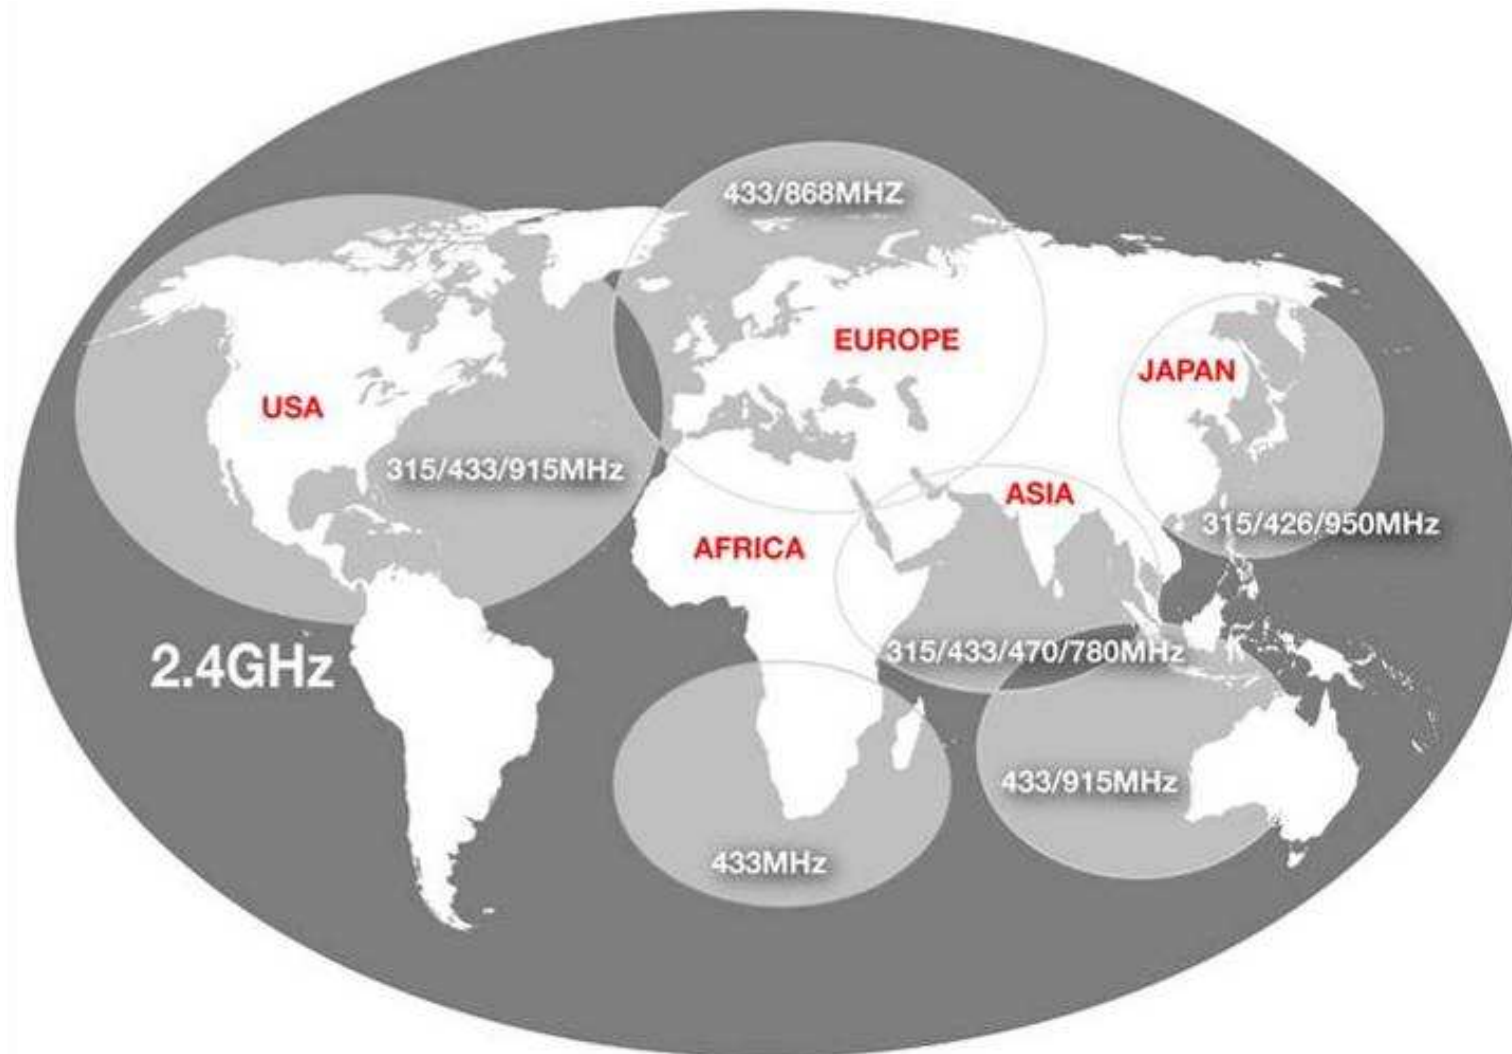 433/868MHZ
EUROPE
JAPAN
USA
315/433/915MHz
ASIA
315/426/950MHz
AFRICA
2.4GHz
315/433/470/780MHz
433/915MHz
433MHz